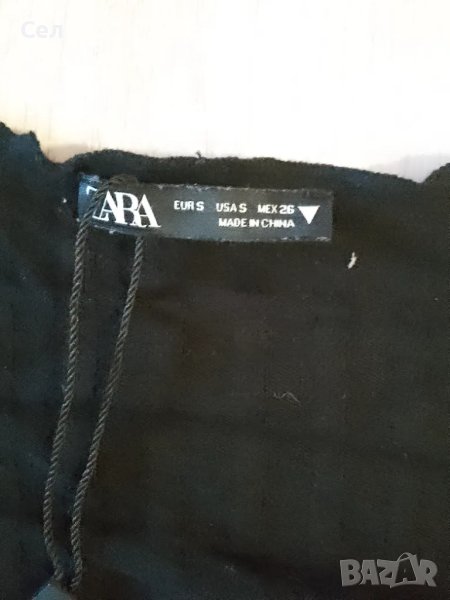 Сел
ZARA
EUR S USA S MEX 26
MADE IN CHINA
BAZAR